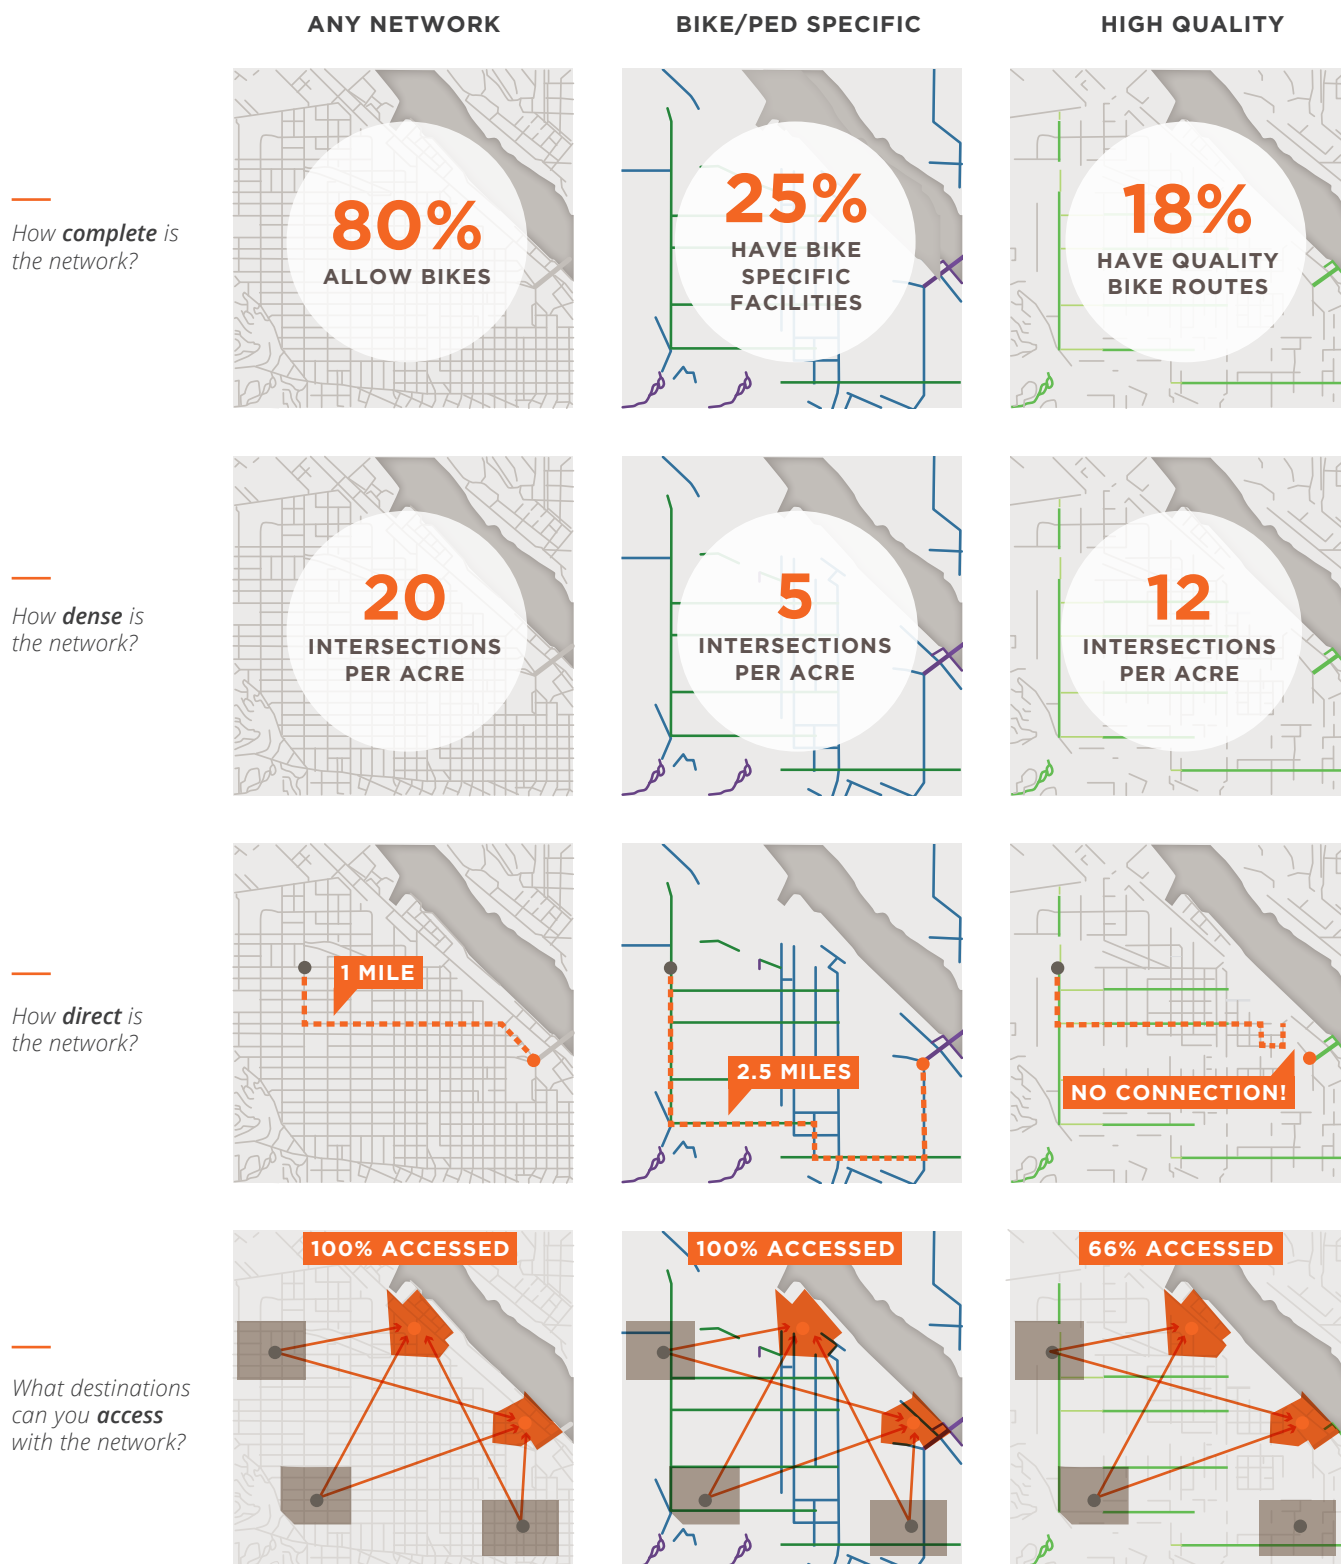 ANY NETWORK
BIKE/PED SPECIFIC
HIGH QUALITY
How complete is
the network?
80%
ALLOW BIKES
25%
HAVE BIKE
SPECIFIC
FACILITIES
18%
HAVE QUALITY
BIKE ROUTES
How dense is
the network?
20
INTERSECTIONS
PER ACRE
5
INTERSECTIONS
PER ACRE
12
INTERSECTIONS
PER ACRE
How direct is
the network?
1 MILE
2.5 MILES
NO CONNECTION!
What destinations
can you access
with the network?
100% ACCESSED
100% ACCESSED
66% ACCESSED